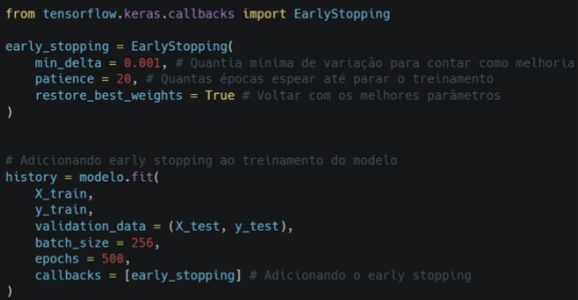 from tensorflow.keras.callbacks import EarlyStopping
early_stopping = EarlyStopping(
min_delta = 0.001, # Quantia mínima de variação para contar como melhoria
patience = 20, # Quantas épocas espear até parar o treinamento
restore_best_weights = True # Voltar com os melhores parâmetros
)
# Adicionando early stopping ao treinamento do modelo
history = modelo.fit(
X_train,
y_train,
validation_data = (X_test, y_test),
batch_size = 256,
epochs = 500,
callbacks = [early_stopping] # Adicionando o early stopping
)